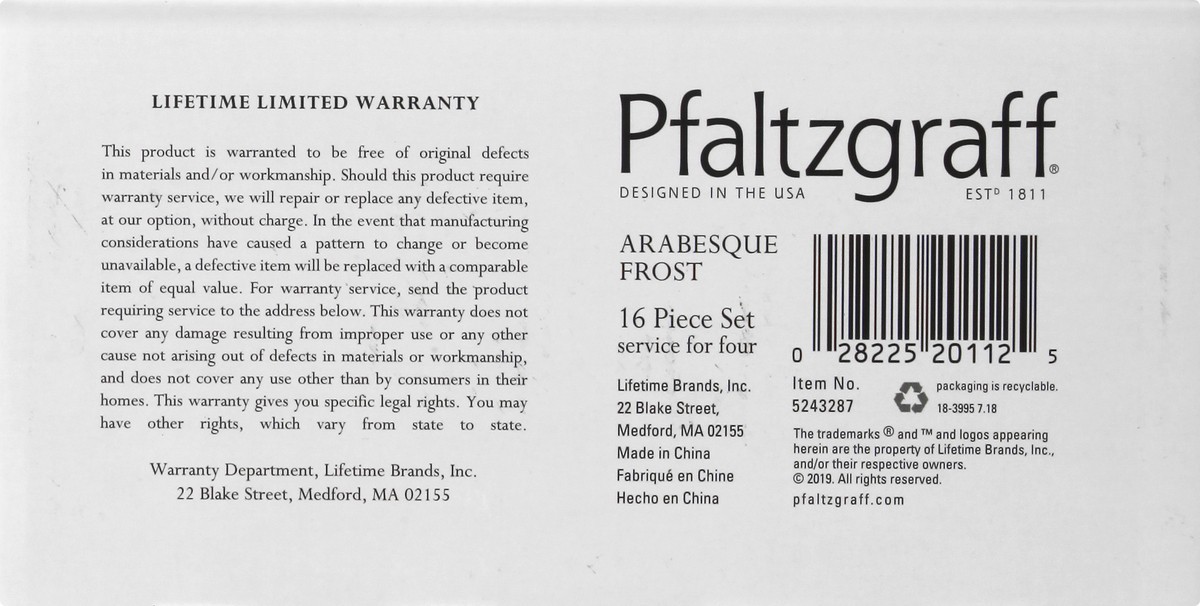 LIFETIME LIMITED WARRANTY
This product is warranted to be free of original defects
in materials and/or workmanship. Should this product require
warranty service, we will repair or replace any defective item,
at our option, without charge. In the event that manufacturing
considerations have caused a pattern to change or become
unavailable, a defective item will be replaced with a comparable
item of equal value. For warranty service, send the product
requiring service to the address below. This warranty does not
cover any damage resulting from improper use or any other
cause not arising out of defects in materials or workmanship,
and does not cover any use other than by consumers in their
homes. This warranty gives you specific legal rights. You may
have other rights, which vary from state to state.
Warranty Department, Lifetime Brands, Inc.
22 Blake Street, Medford, MA 02155
Pfaltzgraff®
DESIGNED IN THE USA
ESTD 1811
ARABESQUE
FROST
16 Piece Set
service for four
Lifetime Brands, Inc.
22 Blake Street,
Medford, MA 02155
Made in China
Fabriqué en Chine
Hecho en China
0 28225 20112 5
Item No.
5243287
packaging is recyclable.
18-3995 7.18
The trademarks ® and ™ and logos appearing
herein are the property of Lifetime Brands, Inc.,
and/or their respective owners.
© 2019. All rights reserved.
pfaltzgraff.com